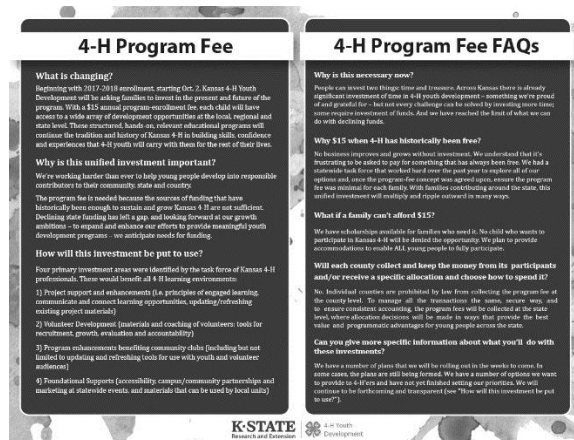 4-H Program Fee
What is changing?
Beginning with 2017-2018 enrollment, starting Oct. 2, Kansas 4-H Youth
Development will be asking families to invest in the present and future of the
program. With a $15 annual program-enrollment fee, each child will have
access to a wide array of development opportunities at the local, regional and
state level. These structured, hands-on, relevant educational programs will
continue the tradition and history of Kansas 4-H in building skills, confidence
and experiences that 4-H youth will carry with them for the rest of their lives.
Why is this unified investment important?
We're working harder than ever to help young people develop into responsible
contributors to their community, state and country.
The program fee is needed because the sources of funding that have
historically been enough to sustain and grow Kansas 4-H are not sufficient.
Declining state funding has left a gap, and looking forward at our growth
ambitions – to expand and enhance our efforts to provide meaningful youth
development programs – we anticipate needs for funding.
How will this investment be put to use?
Four primary investment areas were identified by the task force of Kansas 4-H
professionals. These would benefit all 4-H learning environments:
1) Project support enhancements (i.e. principles of engaged learning,
communicate and connect learning opportunities, updating/refreshing
existing project materials)
2) Volunteer Development (materials and coaching of volunteers: tools for
recruitment, growth, evaluation and accountability)
3) Program enhancements benefiting community clubs (including but not
limited to updating and refreshing tools for use with youth and volunteer
audiences)
4) Foundational Supports (accessibility, campus/community partnerships and
marketing at statewide events, and materials that can be used by local units)
4-H Program Fee FAQs
Why is this necessary now?
People can invest two things: time and treasure. Across Kansas there is already
significant investment of time in 4-H youth development – something we're proud
of and grateful for – but not every challenge can be solved by investing more time;
some require investment of funds. And we have reached the limit of what we can
do with declining funds.
Why $15 when 4-H has historically been free?
No business improves and grows without investment. We understand that it's
frustrating to be asked to pay for something that has always been free. We had a
statewide task force that worked hard over the past year to explore all of our
options and, once the program-fee concept was agreed upon, ensure the program
fee was minimal for each family. With families contributing around the state, this
unified investment will multiply and ripple outward in many ways.
What if a family can't afford $15?
We have scholarships available for families who need it. No child who wants to
participate in Kansas 4-H will be denied the opportunity. We plan to provide
accommodations to enable ALL young people to fully participate.
Will each county collect and keep the money from its participants
and/or receive a specific allocation and choose how to spend it?
No. Individual counties are prohibited by law from collecting the program fee at
the county level. To manage all the transactions the same, secure way, and
to ensure consistent accounting, the program fees will be collected at the state
level, where allocation decisions will be made in ways that provide the best
value and programmatic advantages for young people across the state.
Can you give more specific information about what you'll do with
these investments?
We have a number of plans that we will be rolling out in the weeks to come. In
some cases, the plans are still being formed. We have a number of options we want
to provide to 4-H'ers and have not yet finished setting our priorities. We will
continue to be forthcoming and transparent (see "How will this investment be put
to use?").
K-STATE
Research and Extension
4-H Youth
Development